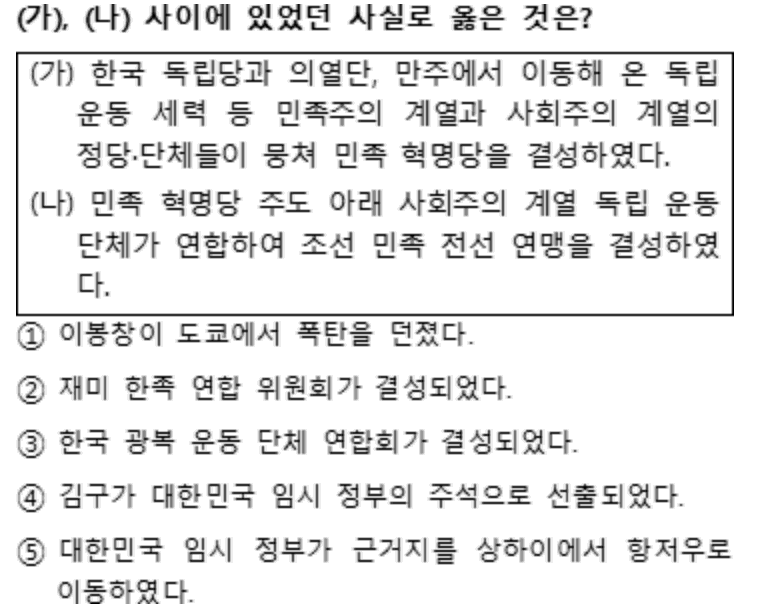 (가), (나) 사이에 있었던 사실로 옳은 것은?
(가) 한국 독립당과 의열단, 만주에서 이동해 온 독립
운동 세력 등 민족주의 계열과 사회주의 계열의
정당·단체들이 뭉쳐 민족 혁명당을 결성하였다.
(나) 민족 혁명당 주도 아래 사회주의 계열 독립 운동
단체가 연합하여 조선 민족 전선 연맹을 결성하였
다.
① 이봉창이 도쿄에서 폭탄을 던졌다.
② 재미 한족 연합 위원회가 결성되었다.
③ 한국 광복 운동 단체 연합회가 결성되었다.
④ 김구가 대한민국 임시 정부의 주석으로 선출되었다.
⑤ 대한민국 임시 정부가 근거지를 상하이에서 항저우로
이동하였다.